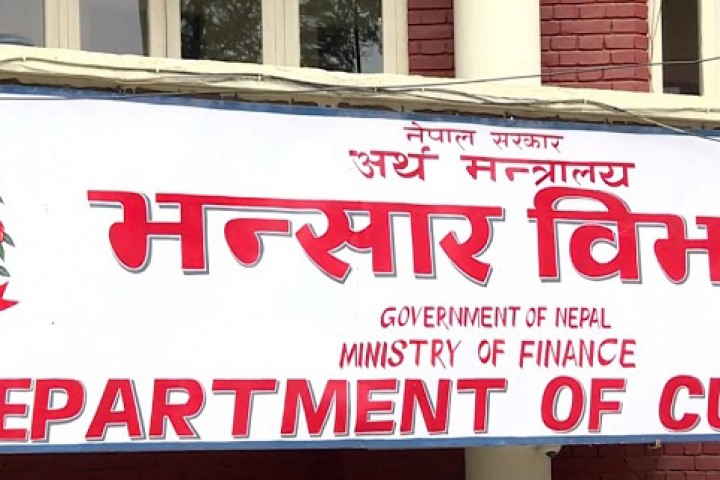 नेपाल सरकार
अर्थ मन्त्रालय
भन्सार विभ
GOVERNMENT OF NEPAL
MINISTRY OF FINANCE
EPARTMENT OF CU